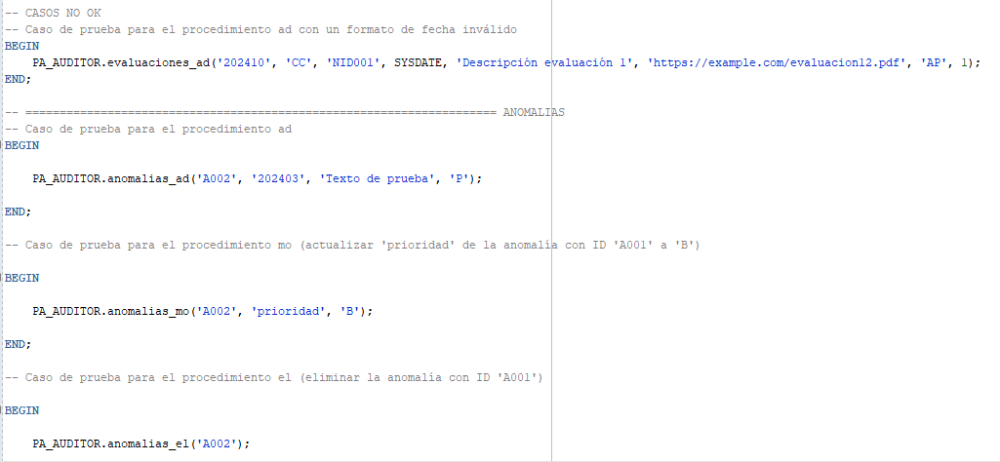 -- CASOS NO OK
-- Caso de prueba para el procedimiento ad con un formato de fecha inválido
BEGIN
PA_AUDITOR.evaluaciones_ad('202410', 'CC', 'NID001', SYSDATE, 'Descripción evaluación 1', 'https://example.com/evaluacion12.pdf', 'AP', 1);
END;
-- ===================================================================== ANOMALIAS
-- Caso de prueba para el procedimiento ad
BEGIN
PA_AUDITOR.anomalias_ad('A002', '202403', 'Texto de prueba', 'P');
END;
-- Caso de prueba para el procedimiento mo (actualizar 'prioridad' de la anomalía con ID 'A001' a 'B')
BEGIN
PA_AUDITOR.anomalias_mo('A002', 'prioridad', 'B');
END;
-- Caso de prueba para el procedimiento el (eliminar la anomalía con ID 'A001')
BEGIN
PA_AUDITOR.anomalias_el('A002');